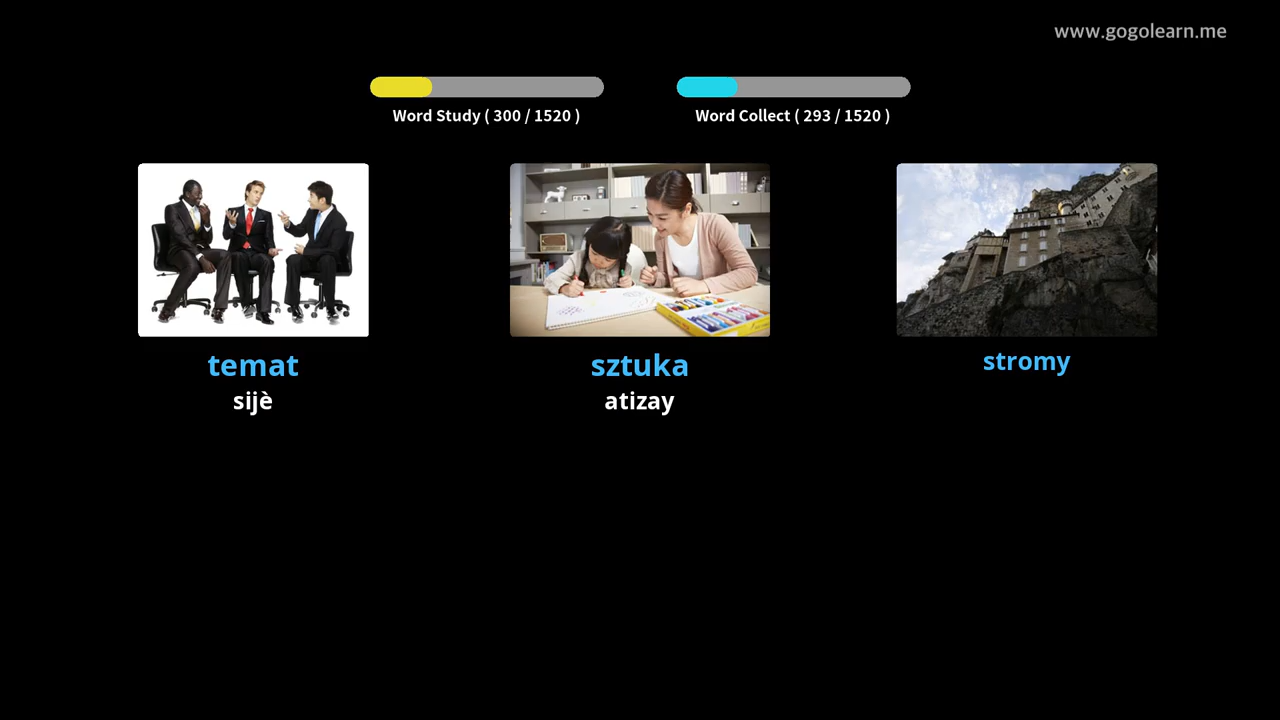 www.gogolearn.me
Word Study ( 300 / 1520 )
Word Collect ( 293 / 1520 )
temat
sztuka
stromy
sijè
atizay